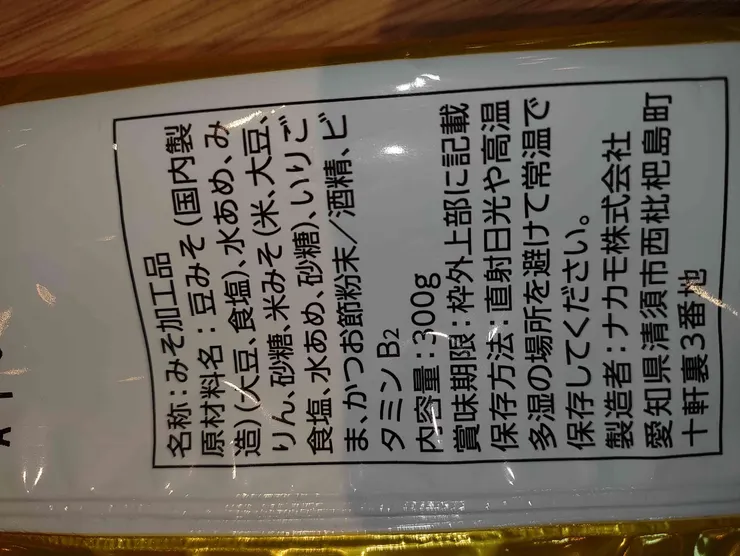 名称：みそ加工品
原材料名：豆みそ（国内製
造）（大豆、食塩）、水あめ、み
りん、砂糖、米みそ（米、大豆、
食塩、水あめ、砂糖）、いりご
ま、かつお節粉末／酒精、ビ
タミンB₂
内容量：300g
賞味期限：枠外上部に記載
保存方法：直射日光や高温
多湿の場所を避けて常温で
保存してください。
製造者：ナカモ株式会社
愛知県清須市西枇杷島町
十軒裏3番地